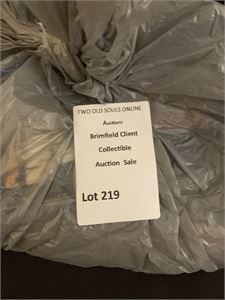 TWO OLD SOULS ONLINE
Auctions
Brimfield Client
Collectible
Auction Sale
Lot 219